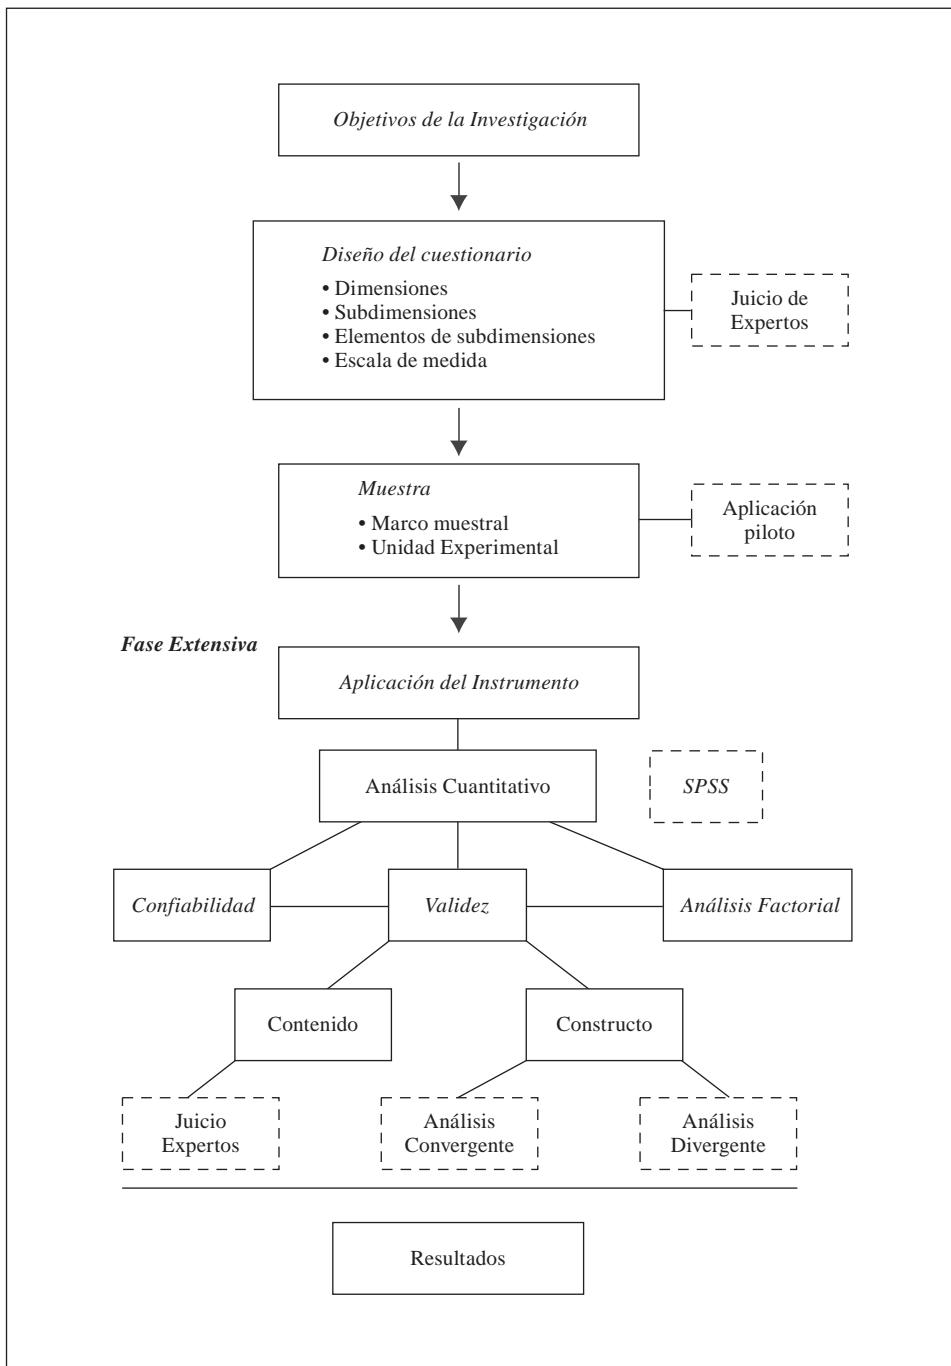 Objetivos de la Investigación
Diseño del cuestionario
• Dimensiones
• Subdimensiones
• Elementos de subdimensiones
• Escala de medida
Juicio de
Expertos
Muestra
• Marco muestral
• Unidad Experimental
Aplicación
piloto
Fase Extensiva
Aplicación del Instrumento
Análisis Cuantitativo
SPSS
Confiabilidad
Validez
Análisis Factorial
Contenido
Constructo
Juicio
Expertos
Análisis
Convergente
Análisis
Divergente
Resultados